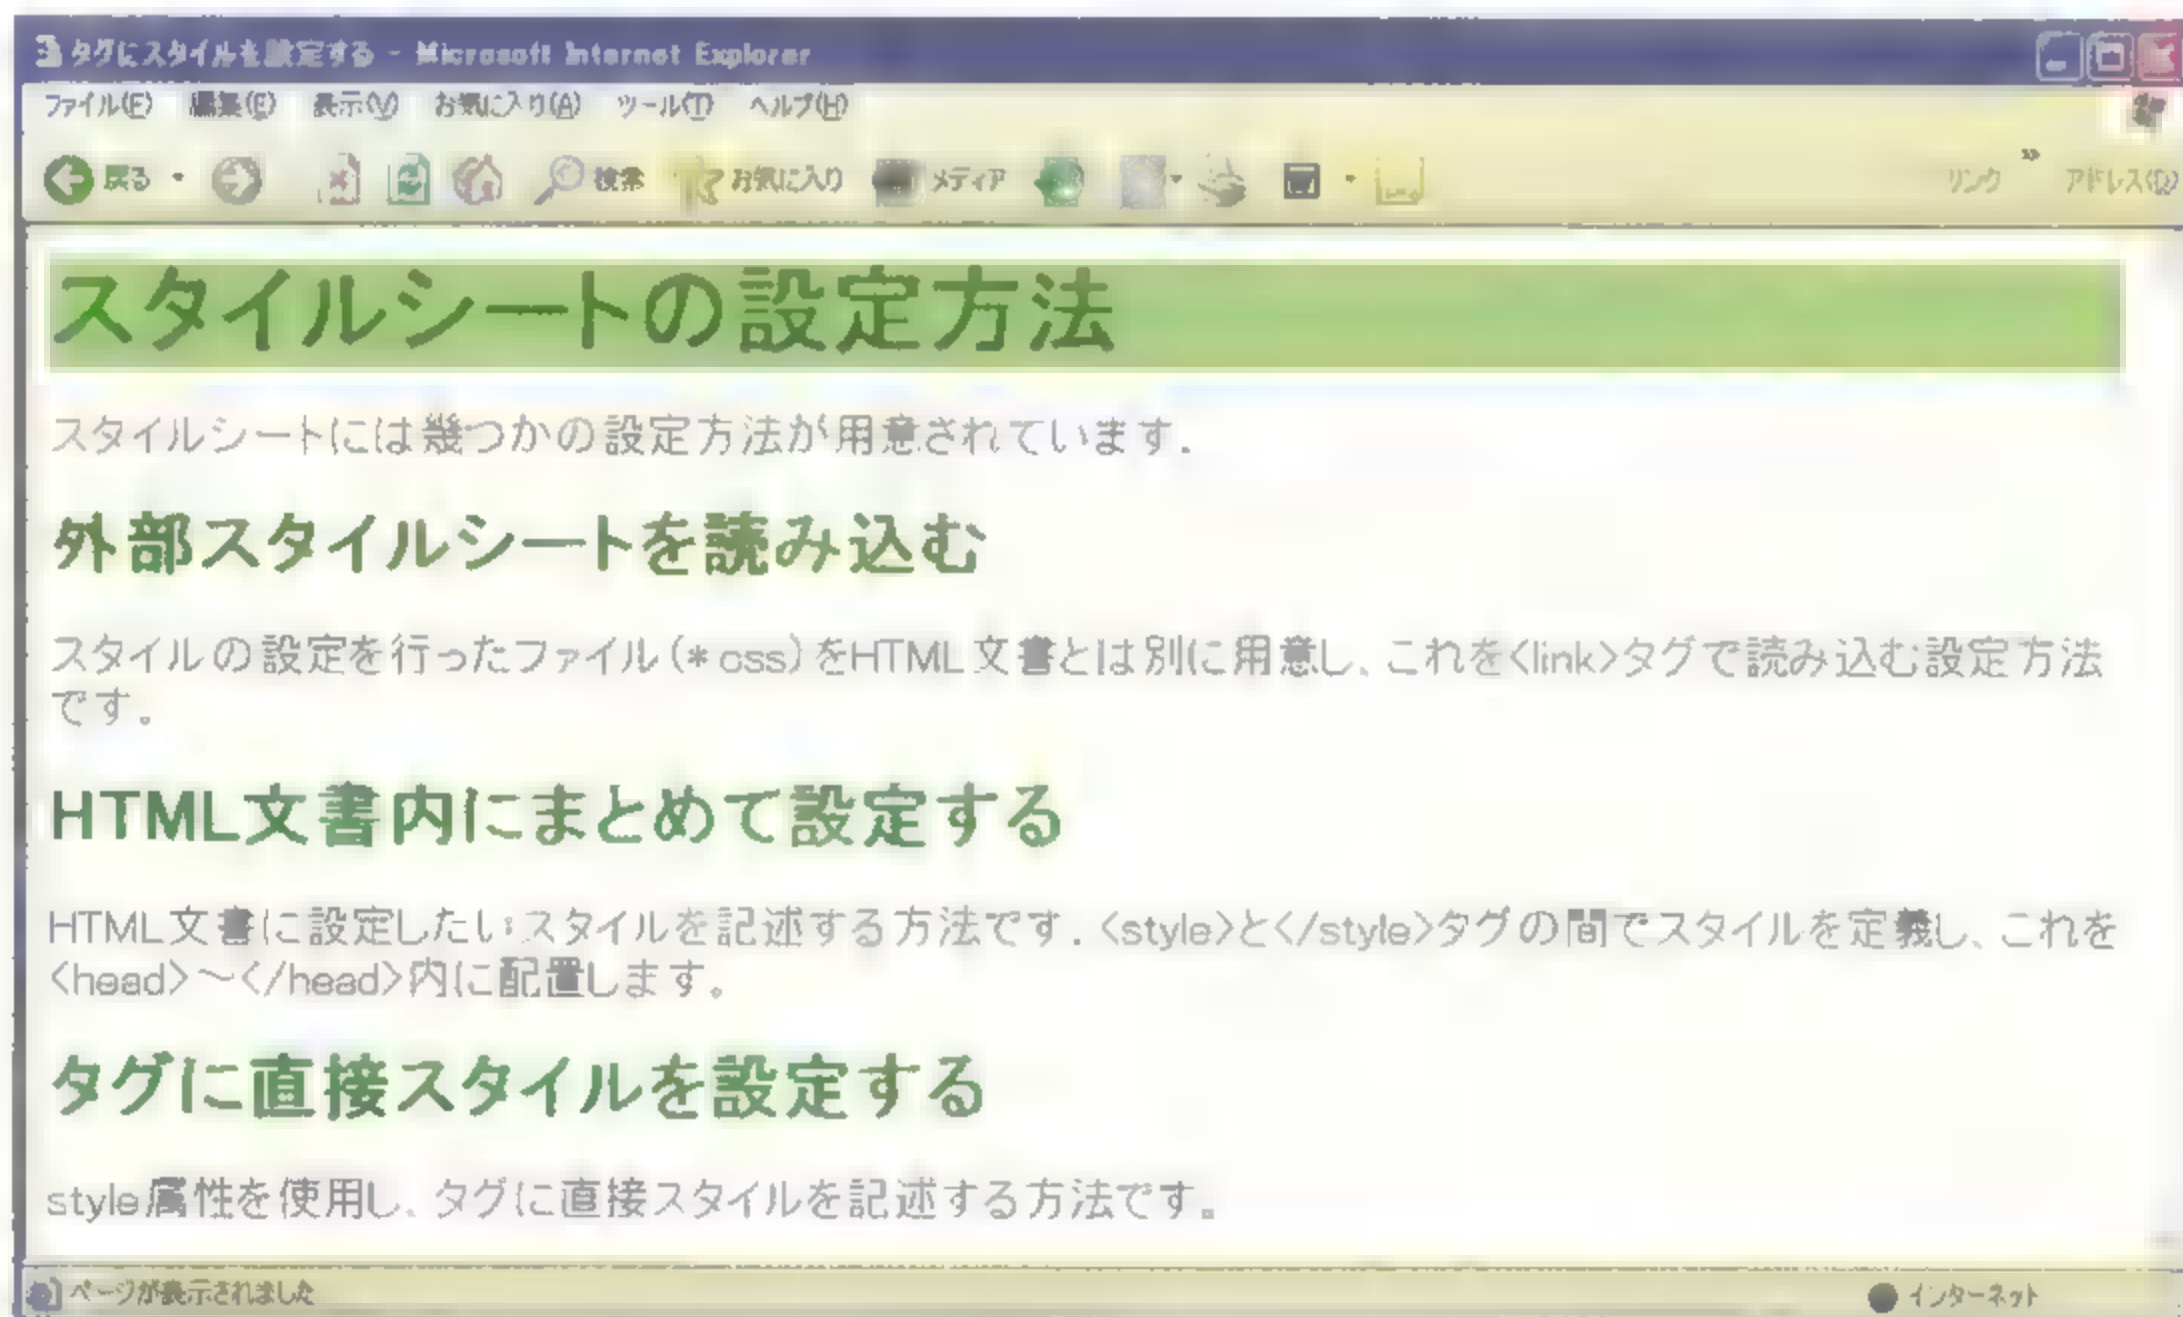 タグにスタイルを設定する - Microsoft Internet Explorer
ファイル(F) 編集(E) 表示(V) お気に入り(A) ツール(T) ヘルプ(H)
戻る 検索 お気に入り メディア リンク » アドレス(D)
スタイルシートの設定方法
スタイルシートには幾つかの設定方法が用意されています.
外部スタイルシートを読み込む
スタイルの設定を行ったファイル(*css)をHTML文書とは別に用意し、これを<link>タグで読み込む設定方法
です。
HTML文書内にまとめて設定する
HTML文書に設定したいスタイルを記述する方法です.<style>と</style>タグの間でスタイルを定義し、これを
<head>～</head>内に配置します。
タグに直接スタイルを設定する
style属性を使用し、タグに直接スタイルを記述する方法です。
ページが表示されました インターネット